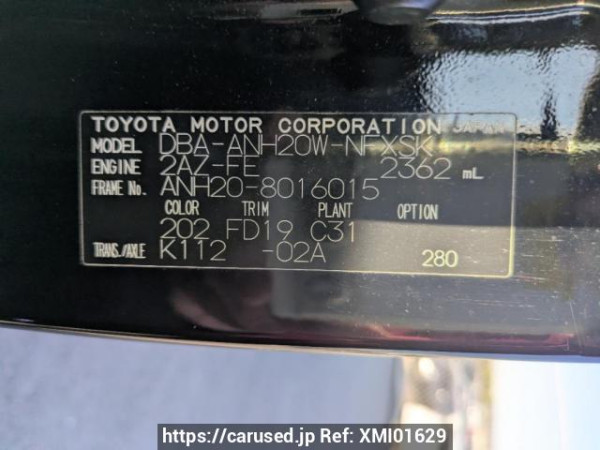 TOYOTA MOTOR CORPORATION JAPAN
MODEL DBA-ANH20W-NFXSK
ENGINE 2AZ-FE 2362 mL
FRAME No. ANH20-8016015
COLOR TRIM PLANT OPTION
202 FD19 C31
TRANS./AXLE K112 -02A 280
https://carused.jp Ref: XMI01629